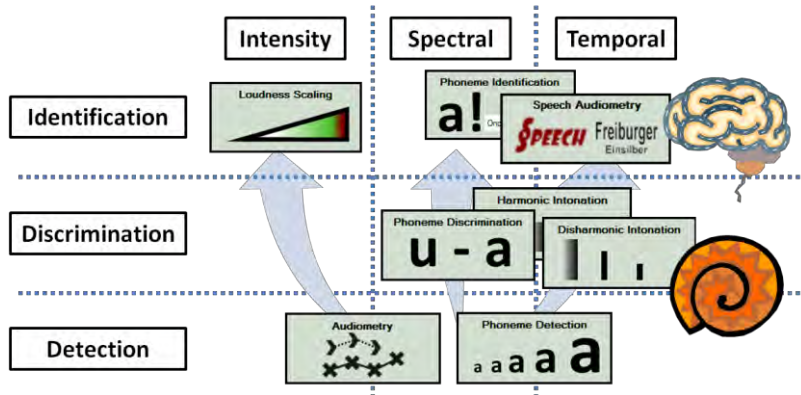 Intensity
Spectral
Temporal
Identification
Loudness Scaling
Phoneme Identification
a!
Speech Audiometry
SPEECH Freiburger
Einsilber
Discrimination
Harmonic Intonation
Phoneme Discrimination
u - a
Disharmonic Intonation
Detection
Audiometry
Phoneme Detection
a a a a a